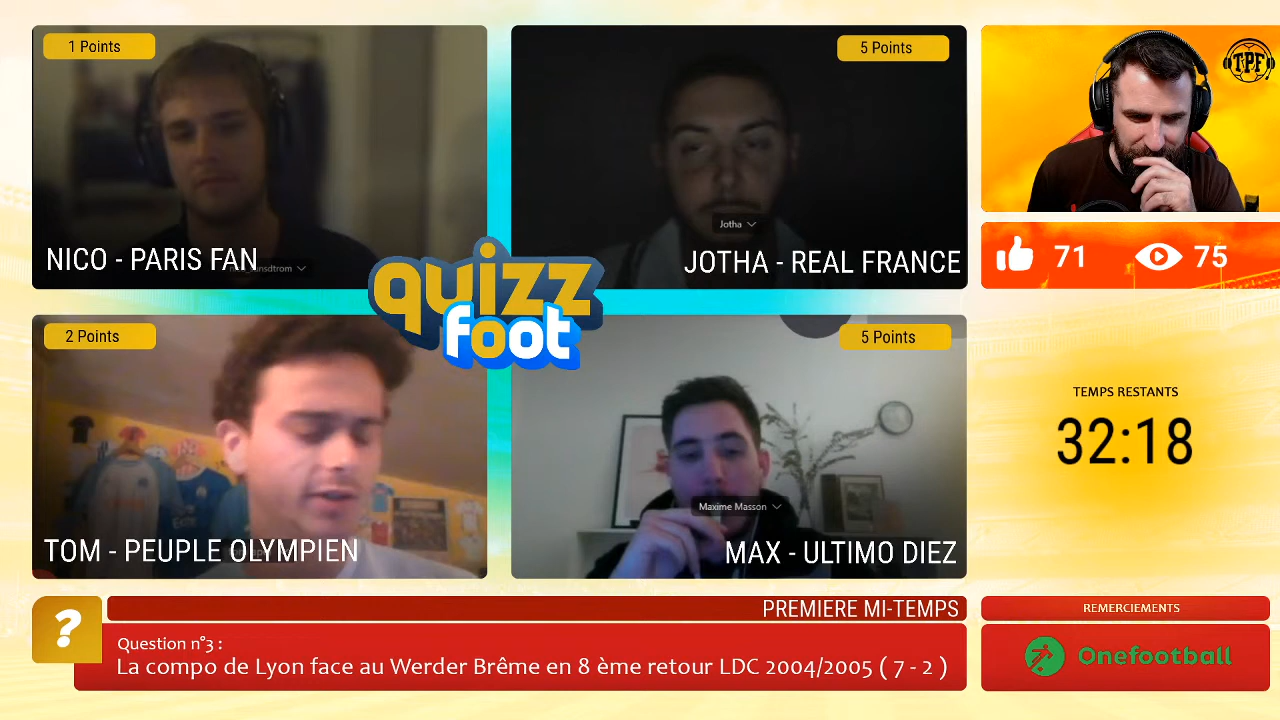 1 Points
5 Points
TPF
Jotha
NICO - PARIS FAN
JOTHA - REAL FRANCE
71
75
quizz
foot
2 Points
5 Points
TEMPS RESTANTS
32:18
Maxime Masson
TOM - PEUPLE OLYMPIEN
MAX - ULTIMO DIEZ
?
PREMIERE MI-TEMPS
REMERCIEMENTS
Question n°3 :
La compo de Lyon face au Werder Brême en 8 ème retour LDC 2004/2005 ( 7 - 2 )
Onefootball